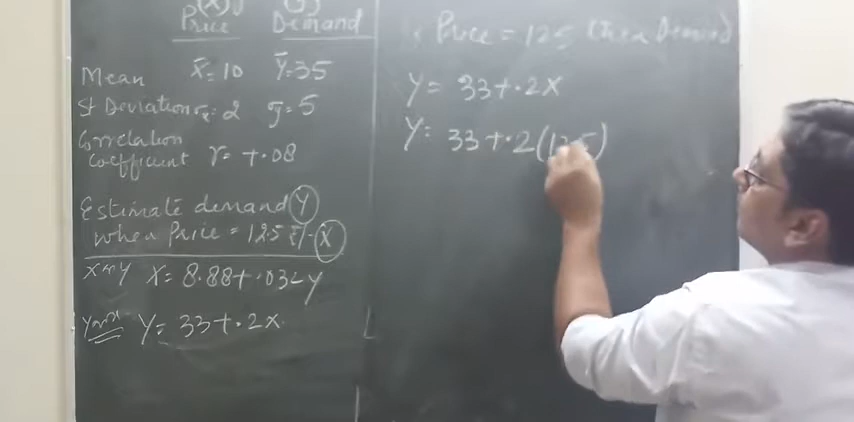 (X) (Y)
Price Demand
Mean x̄=10 ȳ=35
St Deviation σx=2 σy=5
Correlation
coefficient r= +.08
Estimate demand Y
when Price = 12.5 ₹/- X
X on Y X= 8.88+.032y
Y on X Y= 33+.2x
Price = 12.5 then Demand
Y= 33+.2x
Y= 33+.2(12.5)